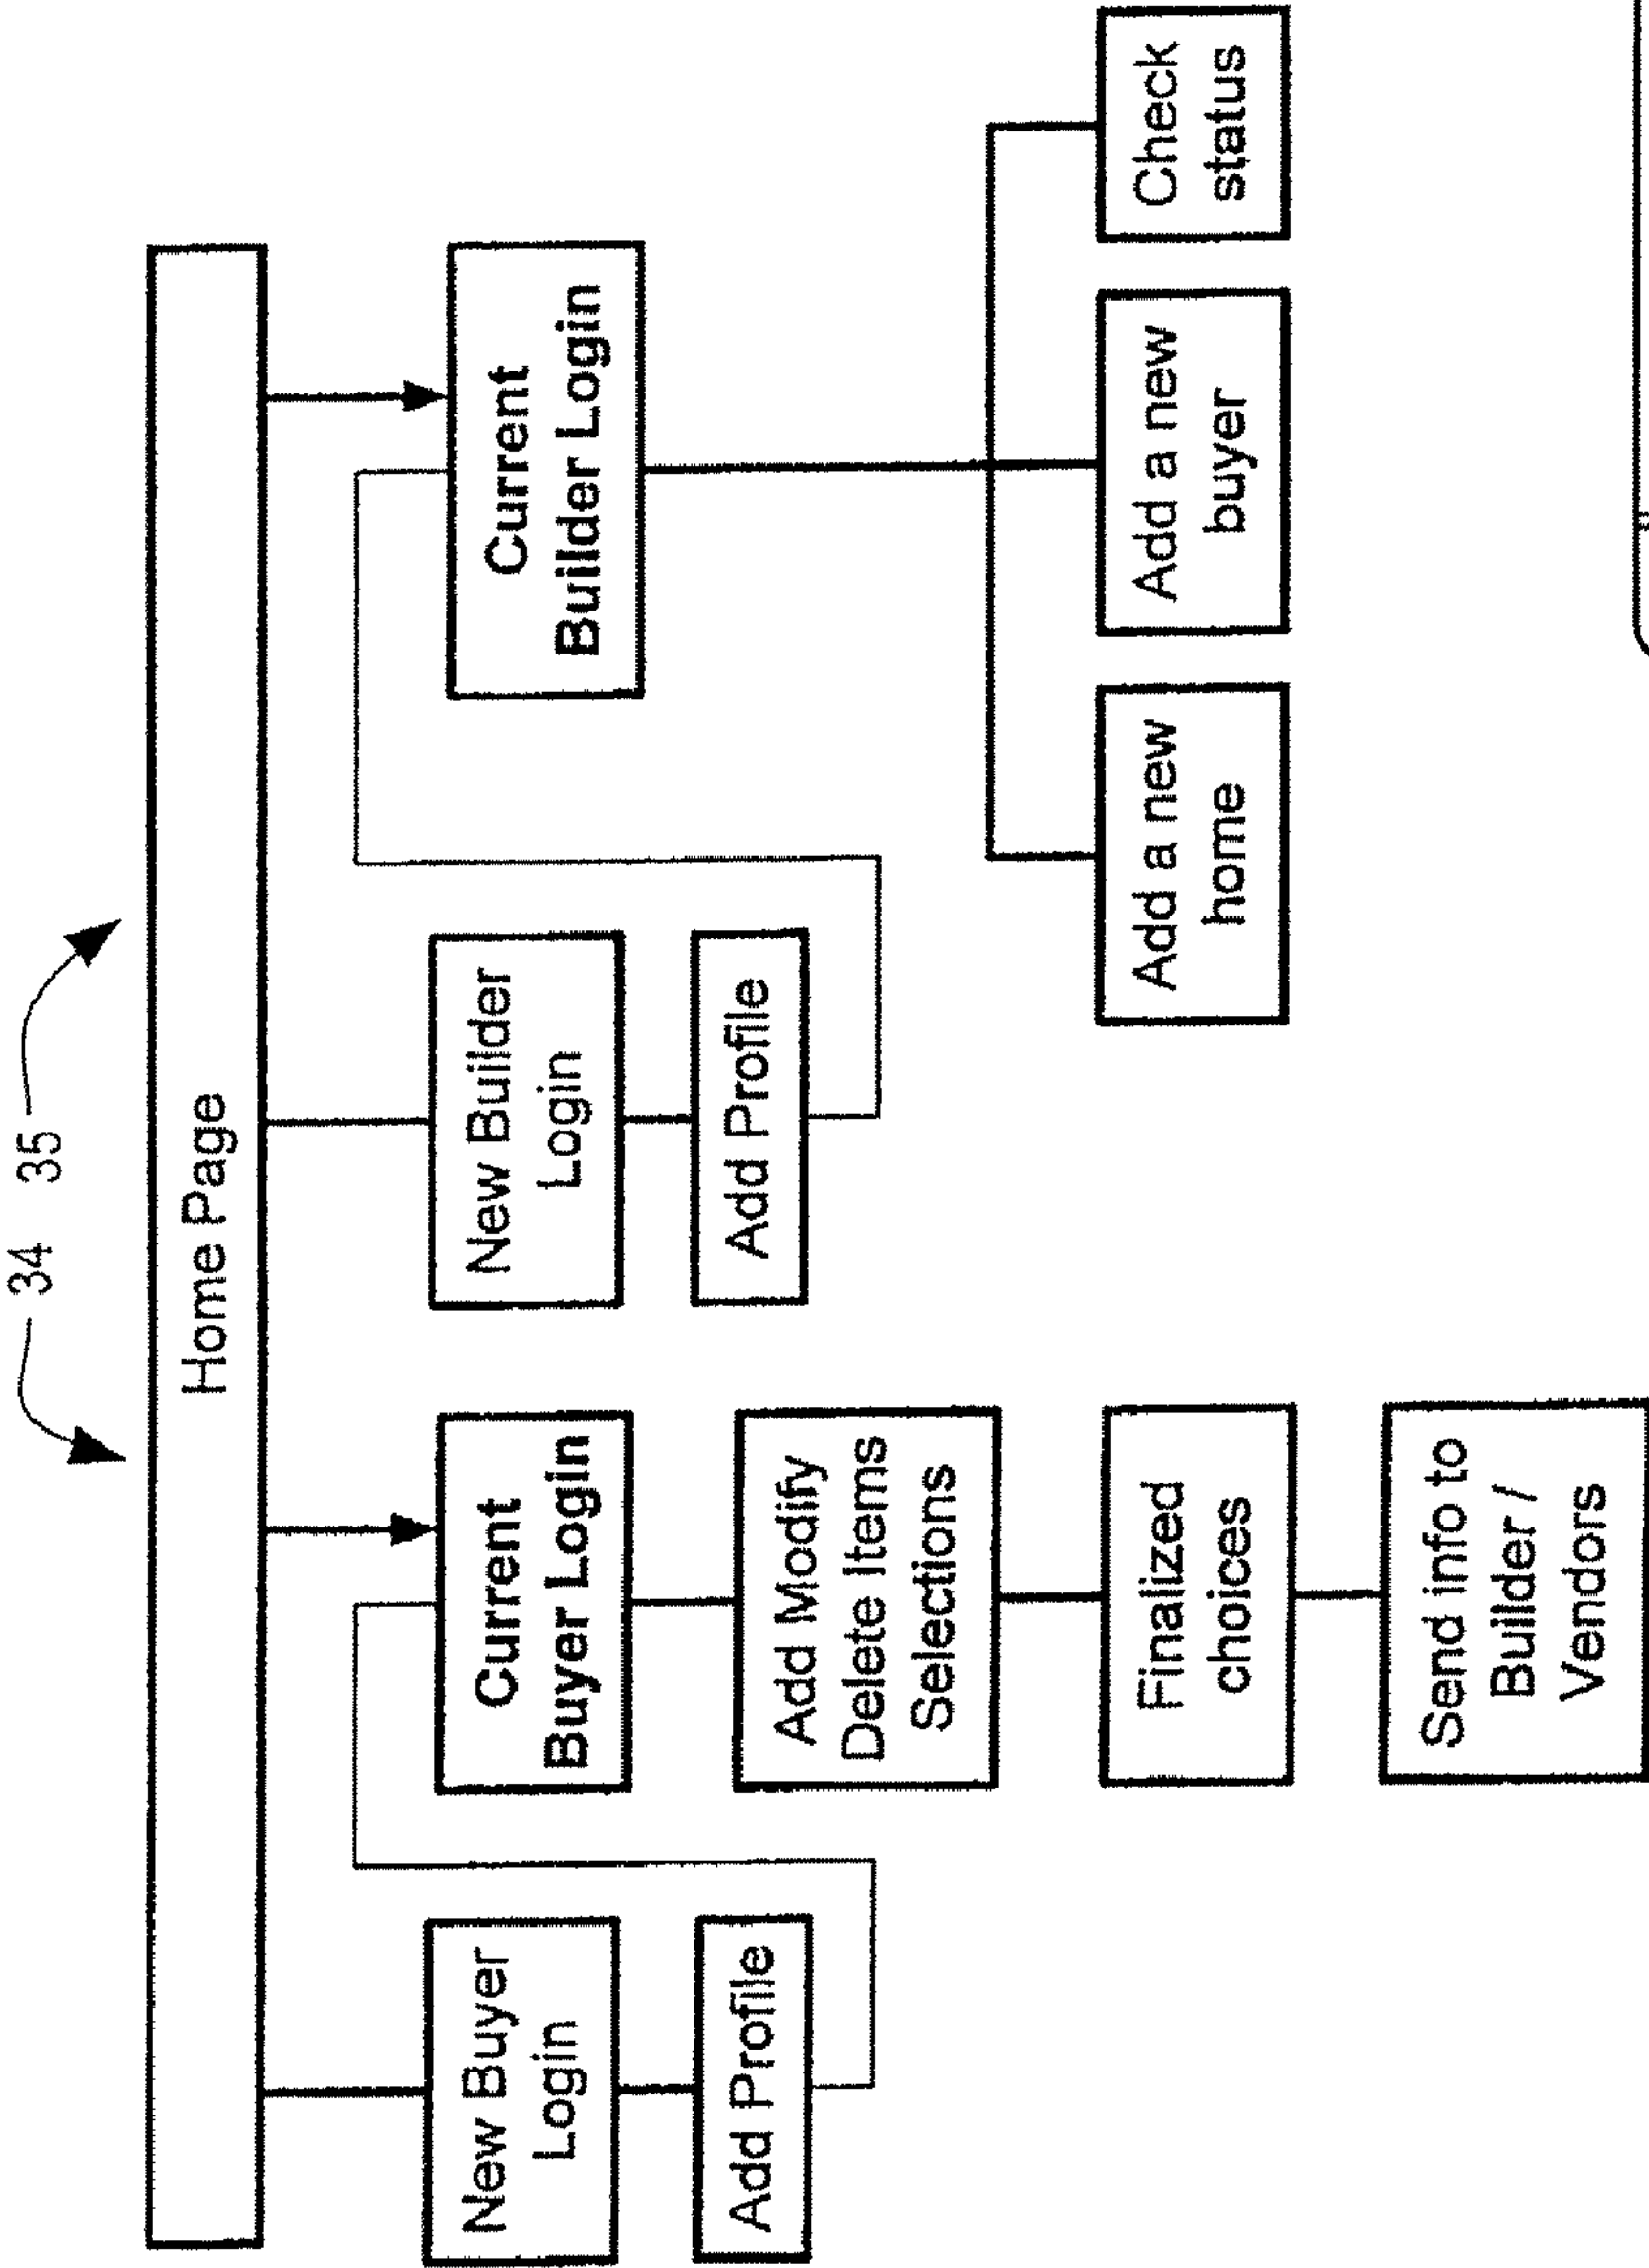 34 35
Home Page
New Buyer
Login
Add Profile
Current
Buyer Login
Add Modify
Delete Items
Selections
Finalized
choices
Send info to
Builder /
Vendors
New Builder
Login
Add Profile
Current
Builder Login
Add a new
home
Add a new
buyer
Check
status